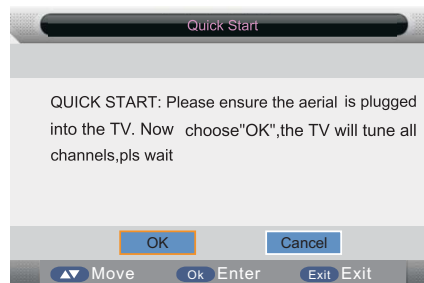 Quick Start
QUICK START: Please ensure the aerial is plugged
into the TV. Now choose"OK",the TV will tune all
channels,pls wait
OK Cancel
Move Ok Enter Exit Exit